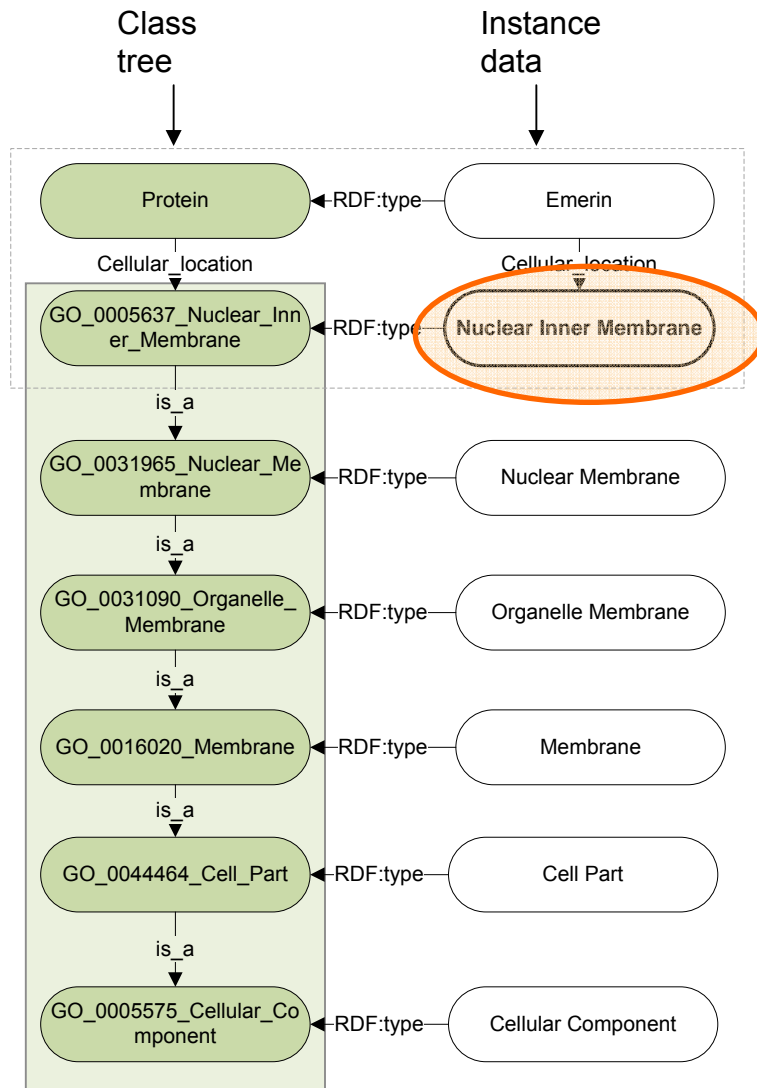 Class
tree
Instance
data
Protein
RDF:type
Emerin
Cellular_location
Cellular_location
GO_0005637_Nuclear_Inn
er_Membrane
RDF:type
Nuclear Inner Membrane
is_a
GO_0031965_Nuclear_Me
mbrane
RDF:type
Nuclear Membrane
is_a
GO_0031090_Organelle_
Membrane
RDF:type
Organelle Membrane
is_a
GO_0016020_Membrane
RDF:type
Membrane
is_a
GO_0044464_Cell_Part
RDF:type
Cell Part
is_a
GO_0005575_Cellular_Co
mponent
RDF:type
Cellular Component